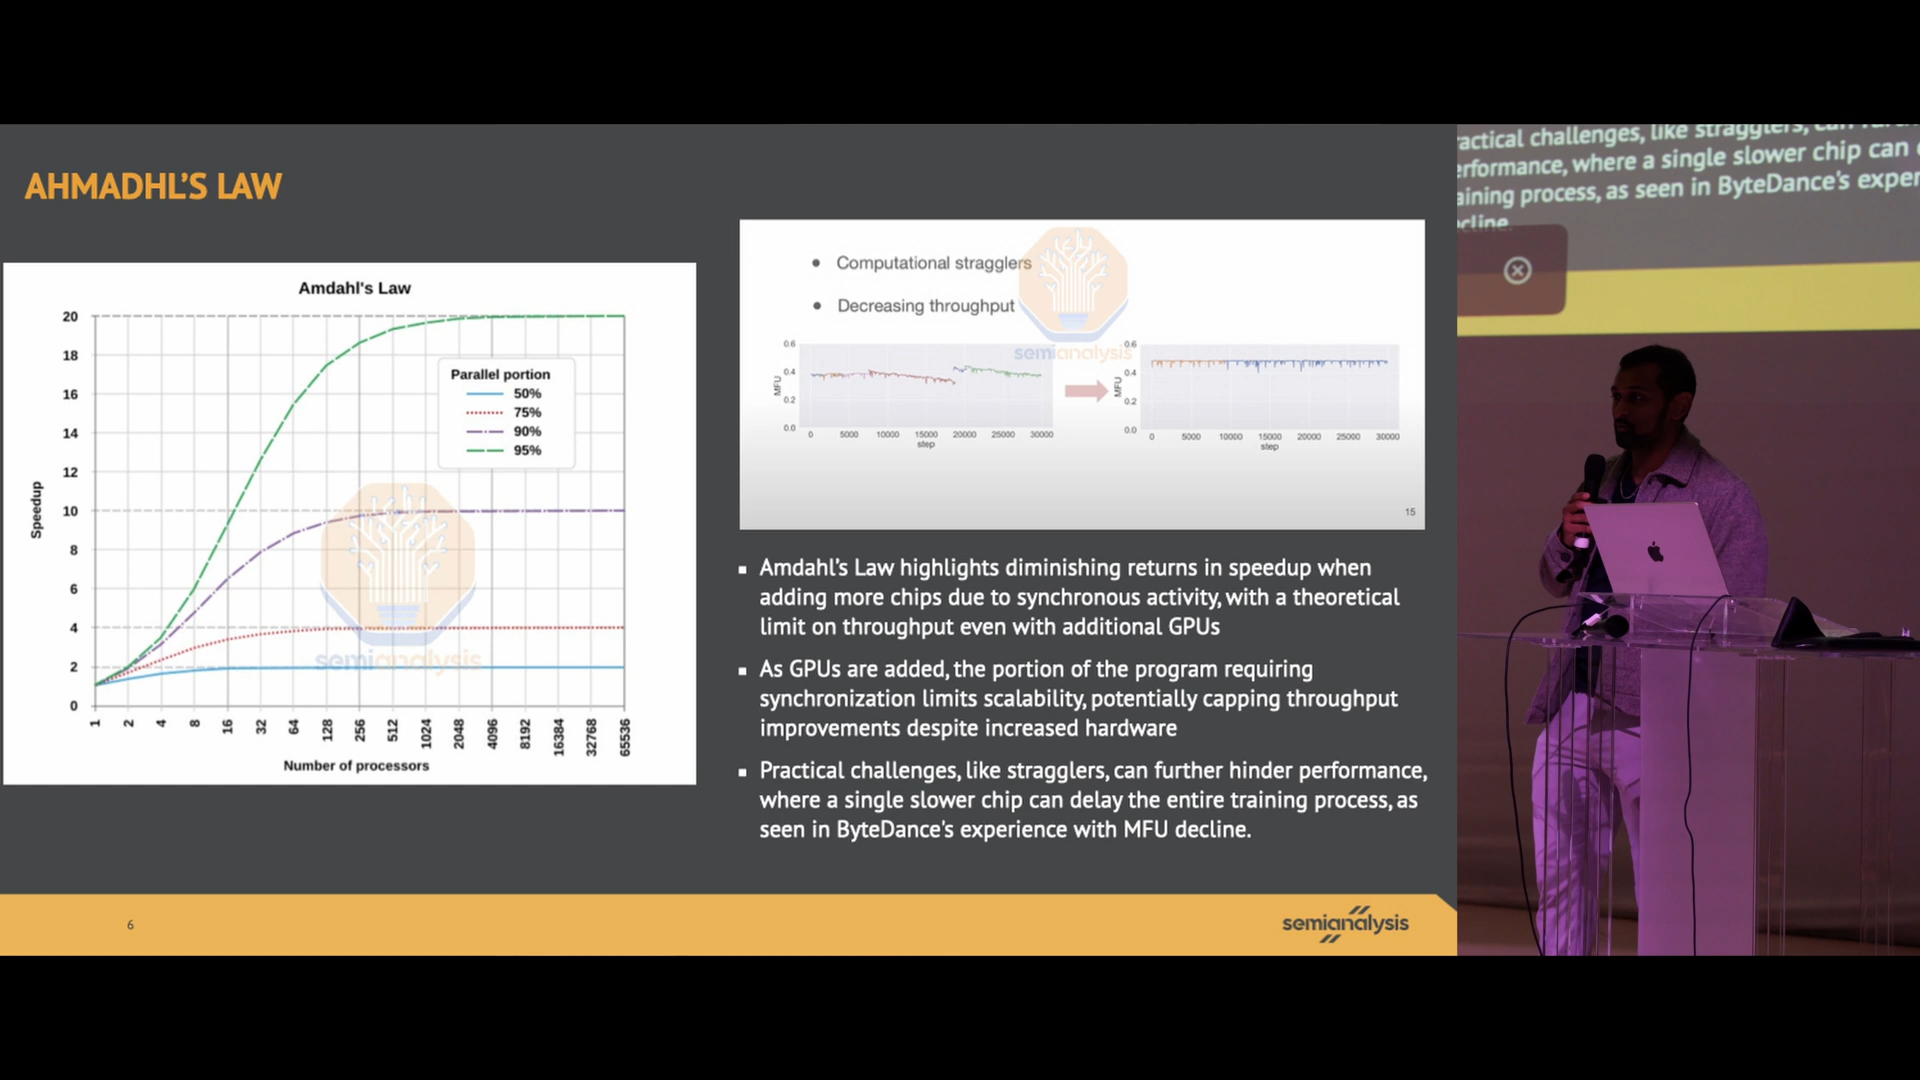 AHMADHL'S LAW
Amdahl's Law
20
18
16
14
12
10
8
6
4
2
0
Speedup
Parallel portion
50%
75%
90%
95%
semianalysis
1
2
4
8
16
32
64
128
256
512
1024
2048
4096
8192
16384
32768
65536
Number of processors
• Computational stragglers
• Decreasing throughput
semianalysis
0.6
0.4
0.2
0.0
MFU
0 5000 10000 15000 20000 25000 30000
step
0.6
0.4
0.2
0.0
MFU
0 5000 10000 15000 20000 25000 30000
step
15
▪ Amdahl's Law highlights diminishing returns in speedup when
adding more chips due to synchronous activity, with a theoretical
limit on throughput even with additional GPUs
▪ As GPUs are added, the portion of the program requiring
synchronization limits scalability, potentially capping throughput
improvements despite increased hardware
▪ Practical challenges, like stragglers, can further hinder performance,
where a single slower chip can delay the entire training process, as
seen in ByteDance's experience with MFU decline.
6
semianalysis
ractical challenges, like stragglers, can
erformance, where a single slower chip can
aining process, as seen in ByteDance's exper
cline.